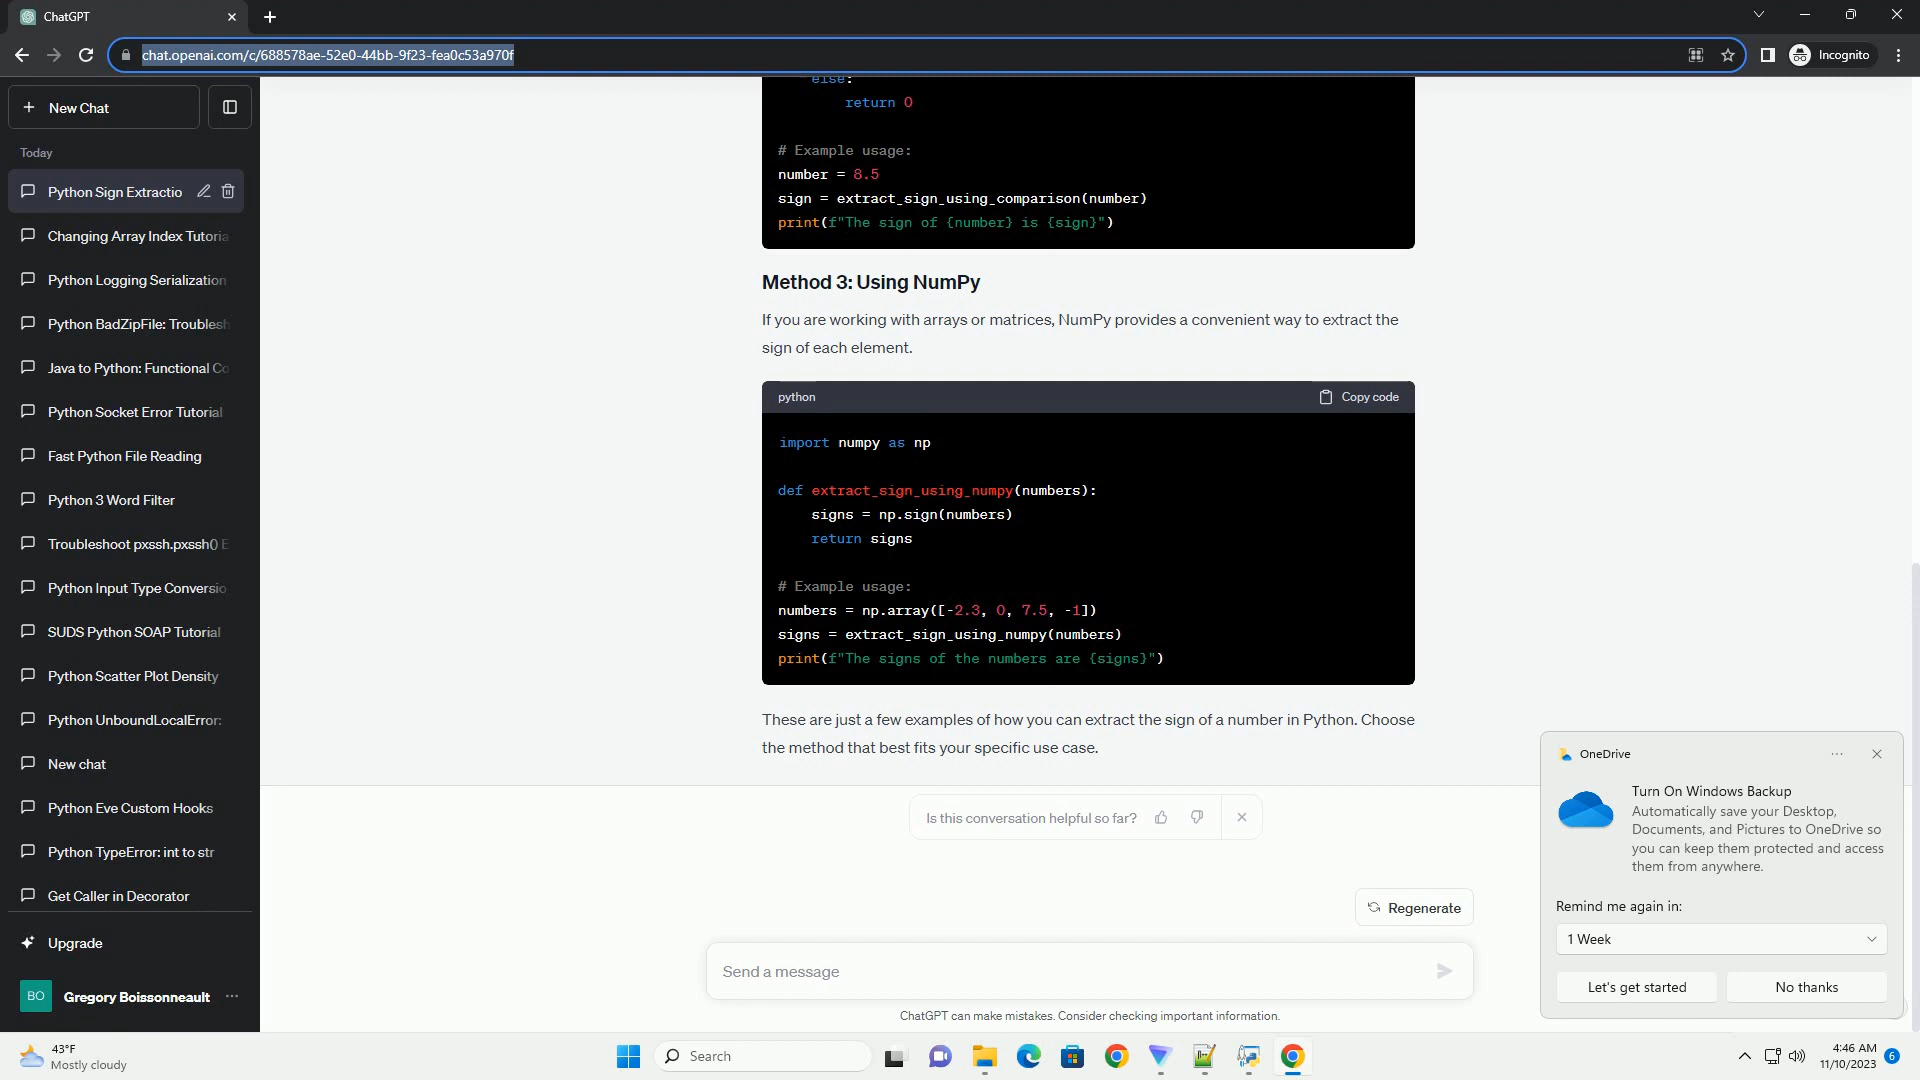 ChatGPT
chat.openai.com/c/688578ae-52e0-44bb-9f23-fea0c53a970f
Incognito
New Chat
Today
Python Sign Extractio
Changing Array Index Tutoria
Python Logging Serialization
Python BadZipFile: Troublesh
Java to Python: Functional Co
Python Socket Error Tutorial
Fast Python File Reading
Python 3 Word Filter
Troubleshoot pxssh.pxssh() E
Python Input Type Conversio
SUDS Python SOAP Tutorial
Python Scatter Plot Density
Python UnboundLocalError:
New chat
Python Eve Custom Hooks
Python TypeError: int to str
Get Caller in Decorator
Upgrade
BO
Gregory Boissonneault
else:
return 0
# Example usage:
number = 8.5
sign = extract_sign_using_comparison(number)
print(f"The sign of {number} is {sign}")
Method 3: Using NumPy
If you are working with arrays or matrices, NumPy provides a convenient way to extract the
sign of each element.
python
Copy code
import numpy as np
def extract_sign_using_numpy(numbers):
signs = np.sign(numbers)
return signs
# Example usage:
numbers = np.array([-2.3, 0, 7.5, -1])
signs = extract_sign_using_numpy(numbers)
print(f"The signs of the numbers are {signs}")
These are just a few examples of how you can extract the sign of a number in Python. Choose
the method that best fits your specific use case.
Is this conversation helpful so far?
Regenerate
Send a message
ChatGPT can make mistakes. Consider checking important information.
OneDrive
Turn On Windows Backup
Automatically save your Desktop,
Documents, and Pictures to OneDrive so
you can keep them protected and access
them from anywhere.
Remind me again in:
1 Week
Let's get started
No thanks
43°F
Mostly cloudy
Search
4:46 AM
11/10/2023
6